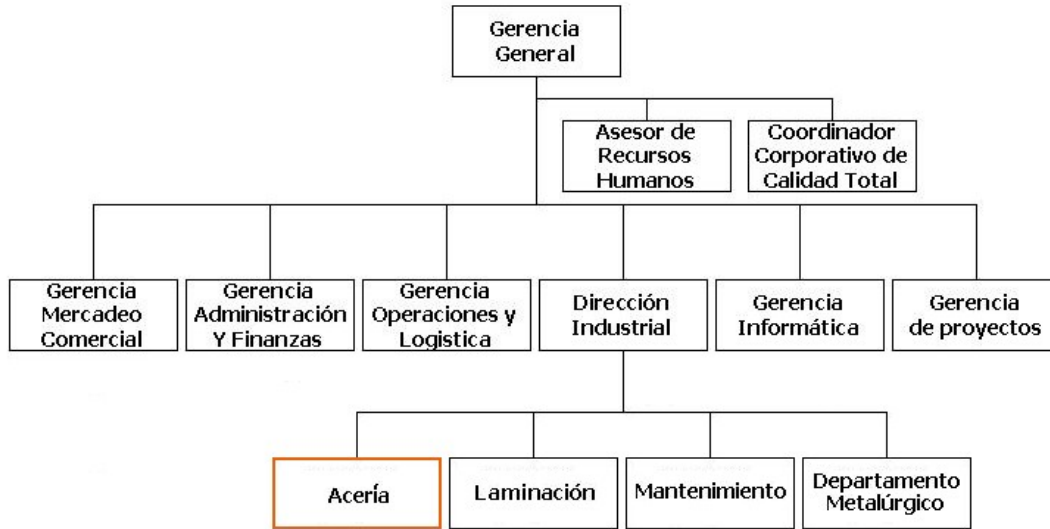 Gerencia
General
Asesor de
Recursos
Humanos
Coordinador
Corporativo de
Calidad Total
Gerencia
Mercadeo
Comercial
Gerencia
Administración
Y Finanzas
Gerencia
Operaciones y
Logistica
Dirección
Industrial
Gerencia
Informática
Gerencia
de proyectos
Acería
Laminación
Mantenimiento
Departamento
Metalúrgico